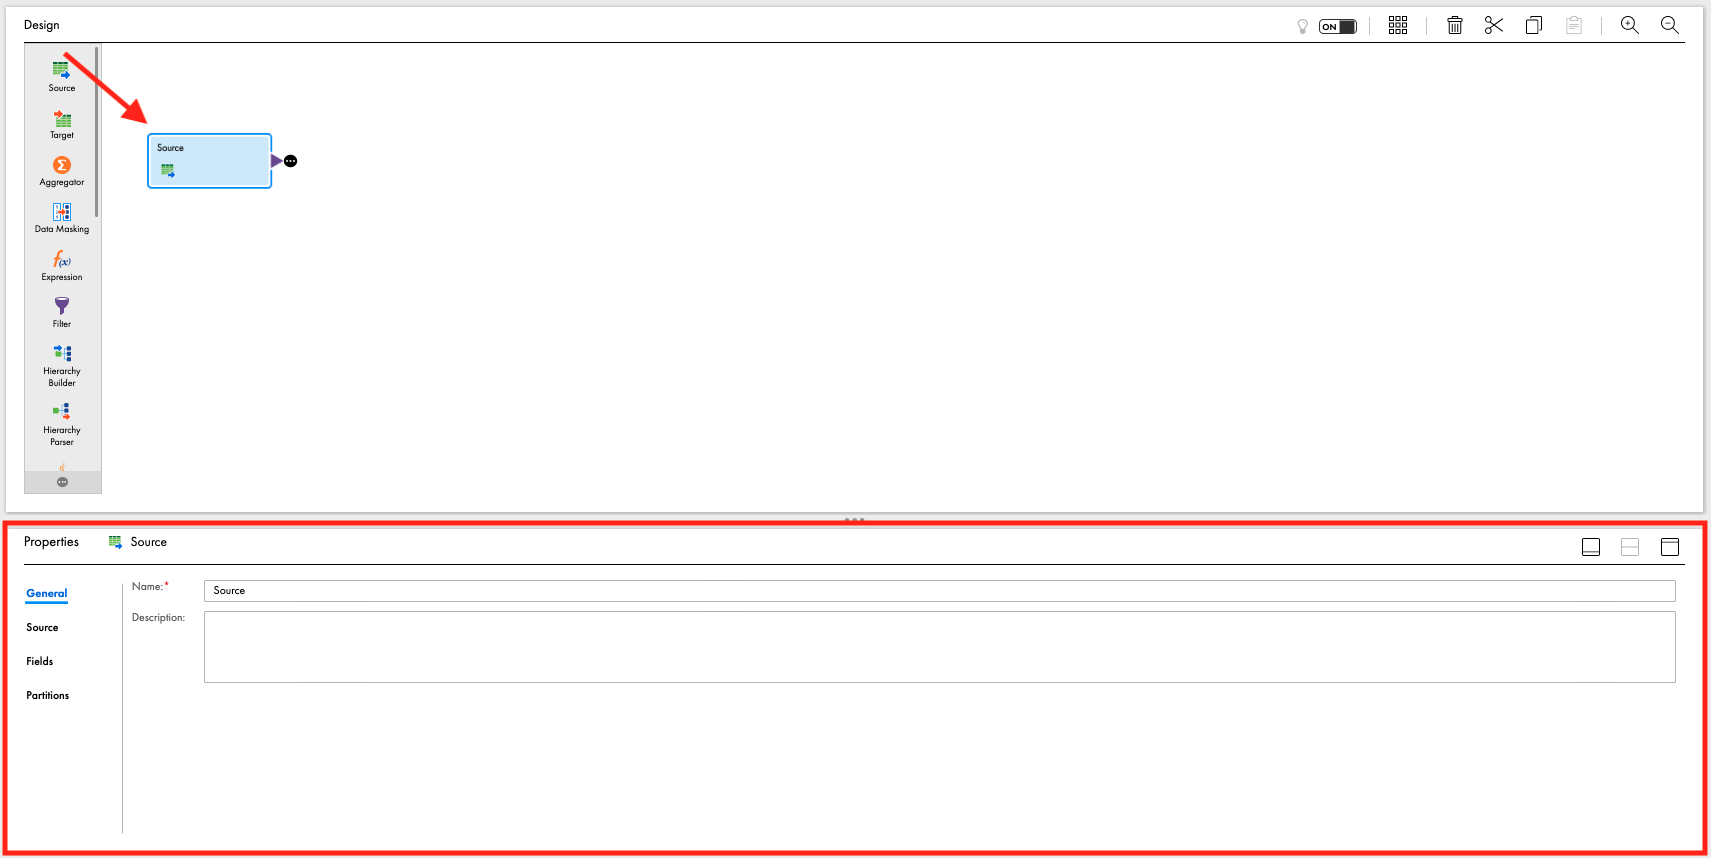 Design
ON
Source
Target
Aggregator
Data Masking
Expression
Filter
Hierarchy
Builder
Hierarchy
Parser
Source
Properties
Source
General
Source
Fields
Partitions
Name:*
Source
Description: